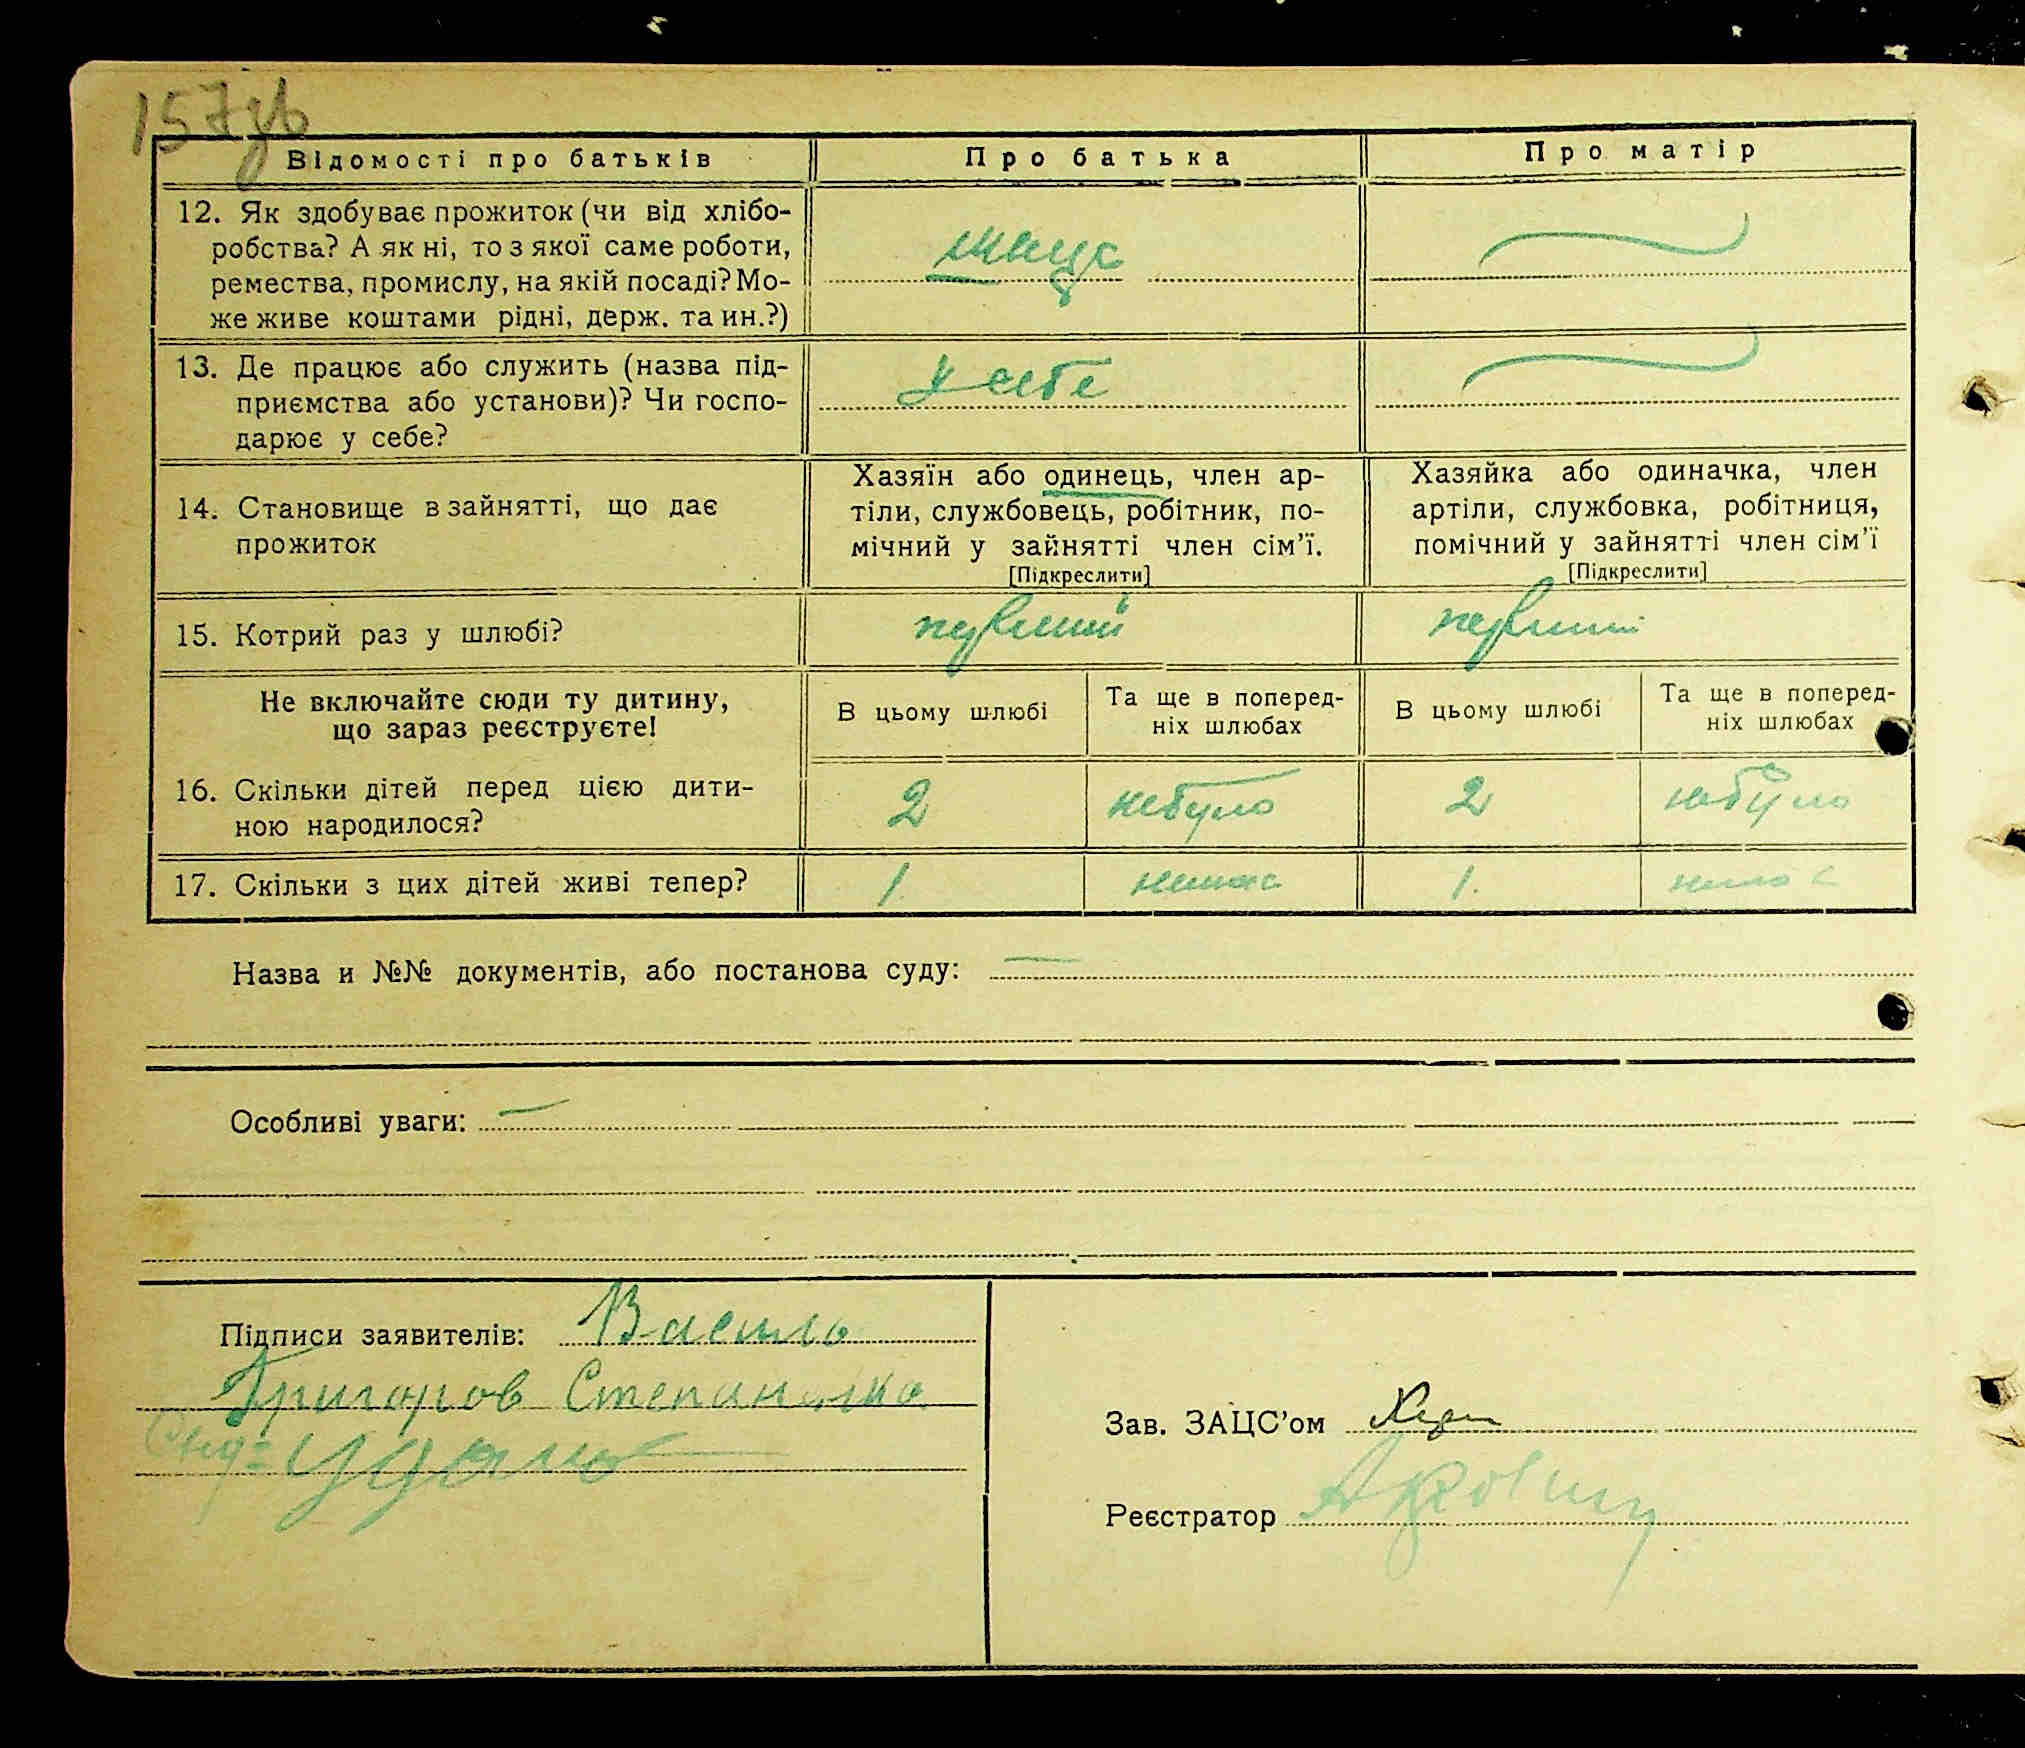 157зв
Відомості про батьків
Про батька
Про матір
12. Як здобуває прожиток (чи від хлібо-
робства? А як ні, то з якої саме роботи,
ремества, промислу, на якій посаді? Мо-
же живе коштами рідні, держ. та ин.?)
13. Де працює або служить (назва під-
приємства або установи)? Чи госпо-
дарює у себе?
у себе
14. Становище в зайнятті, що дає
прожиток
Хазяїн або одинець, член ар-
тіли, службовець, робітник, по-
мічний у зайнятті член сім'ї.
[Підкреслити]
Хазяйка або одиначка, член
артіли, службовка, робітниця,
помічний у зайнятті член сім'ї
[Підкреслити]
15. Котрий раз у шлюбі?
первший
первший
Не включайте сюди ту дитину,
що зараз реєструєте!
В цьому шлюбі
Та ще в поперед-
ніх шлюбах
В цьому шлюбі
Та ще в поперед-
ніх шлюбах
16. Скільки дітей перед цією дити-
ною народилося?
2
небуло
2
небуло
17. Скільки з цих дітей живі тепер?
1
немає
1.
немає
Назва и №№ документів, або постанова суду: —
Особливі уваги: —
Підписи заявителів: Василь
Григоров Степаненко
Зав. ЗАЦС'ом
Реєстратор